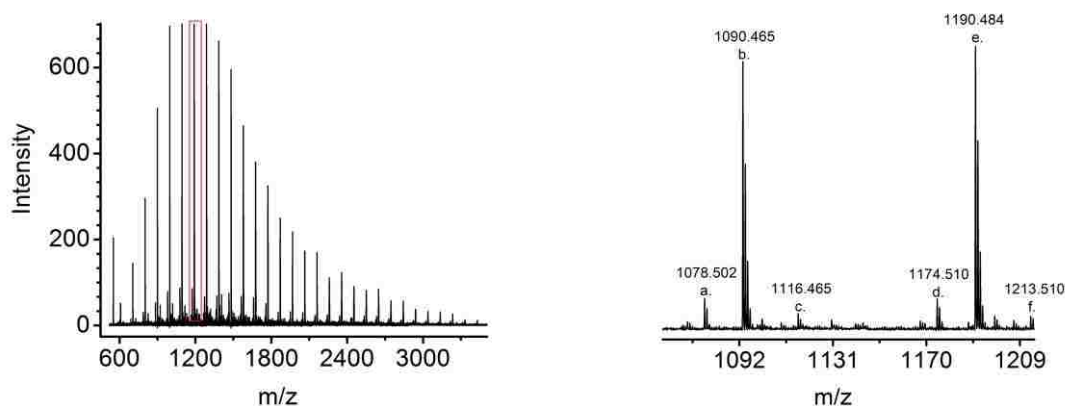 Intensity
600
400
200
0
600 1200 1800 2400 3000
m/z
1190.484
e.
1090.465
b.
1078.502
a.
1116.465
c.
1174.510
d.
1213.510
f.
1092 1131 1170 1209
m/z